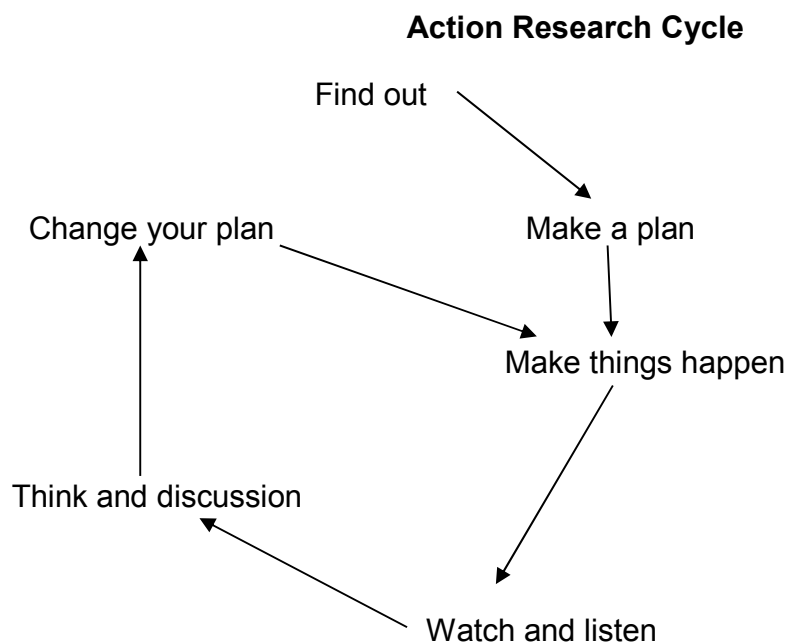 Action Research Cycle
Find out
Change your plan
Make a plan
Make things happen
Think and discussion
Watch and listen